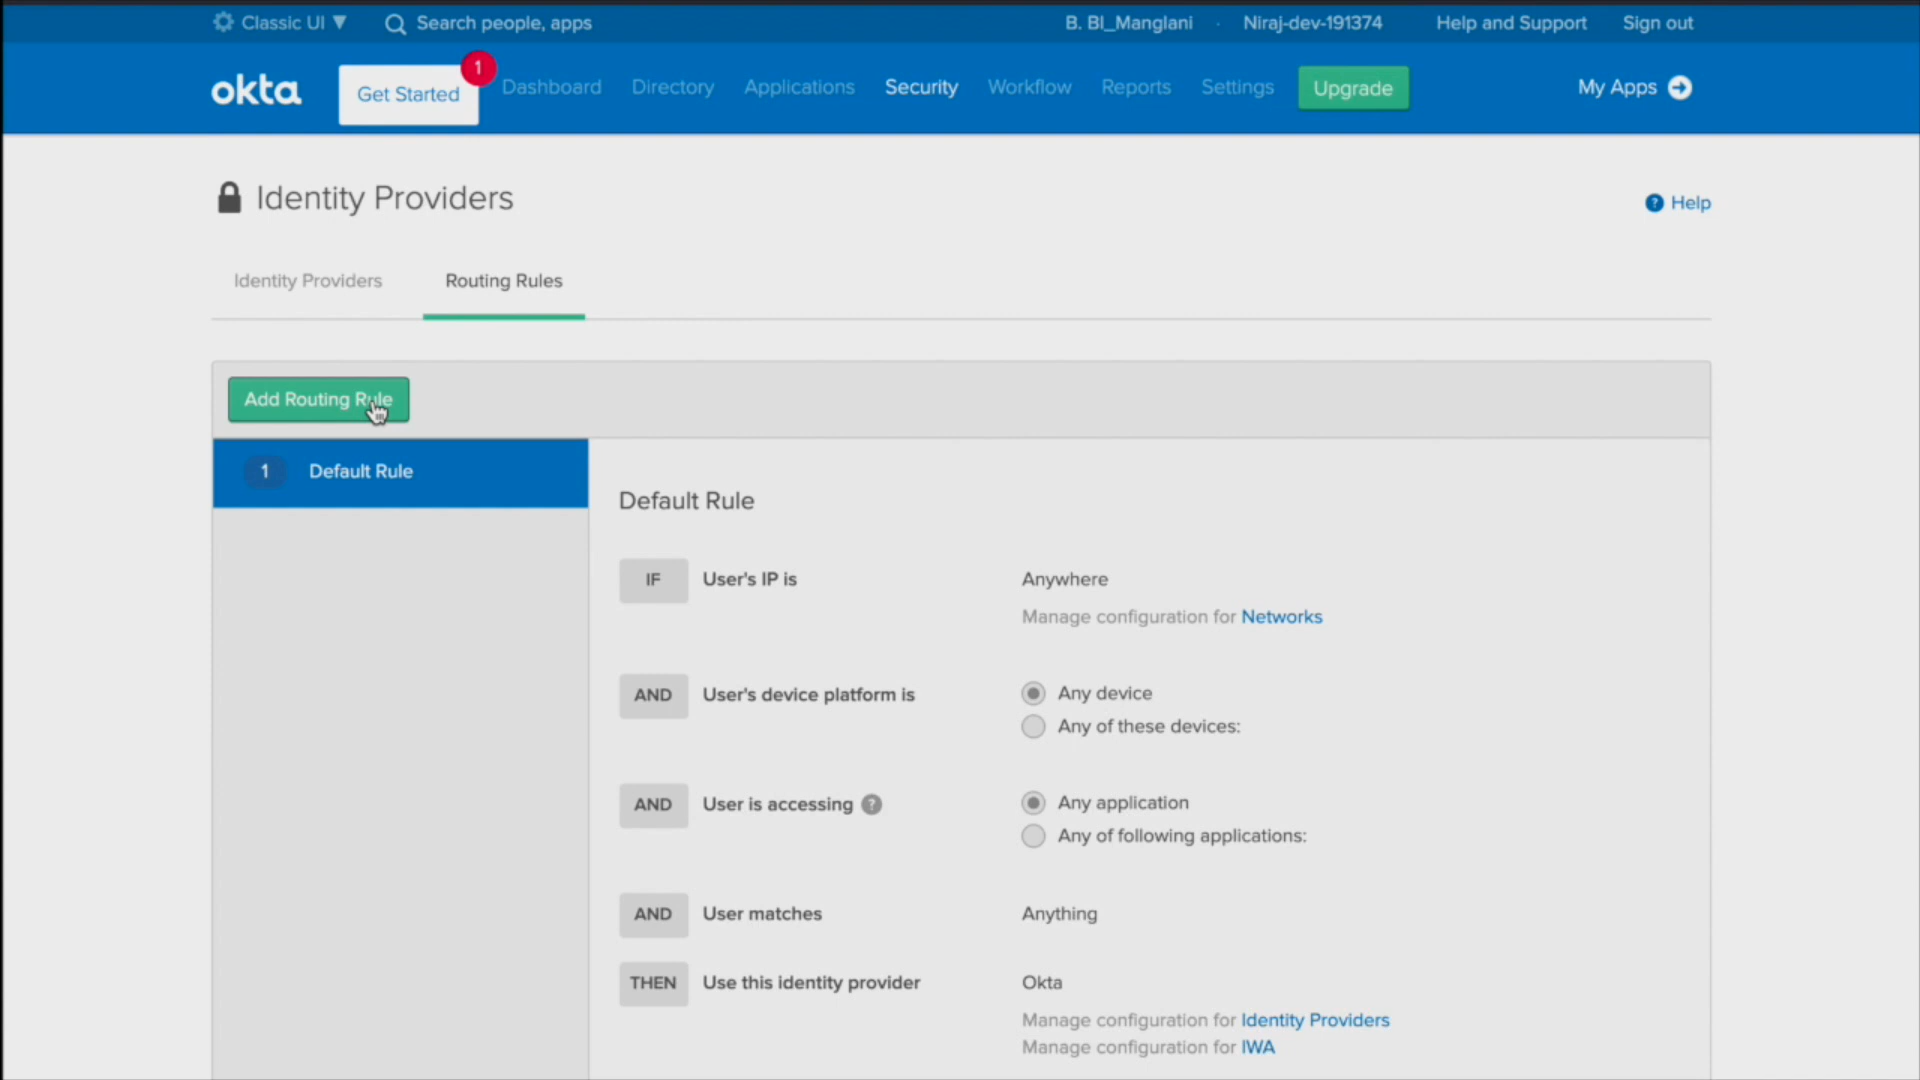 Classic UI ▼
Search people, apps
B. BI_Manglani · Niraj-dev-191374
Help and Support
Sign out
okta
Get Started
1
Dashboard
Directory
Applications
Security
Workflow
Reports
Settings
Upgrade
My Apps
Identity Providers
? Help
Identity Providers
Routing Rules
Add Routing Rule
1 Default Rule
Default Rule
IF User's IP is Anywhere
Manage configuration for Networks
AND User's device platform is Any device
Any of these devices:
AND User is accessing ? Any application
Any of following applications:
AND User matches Anything
THEN Use this identity provider Okta
Manage configuration for Identity Providers
Manage configuration for IWA